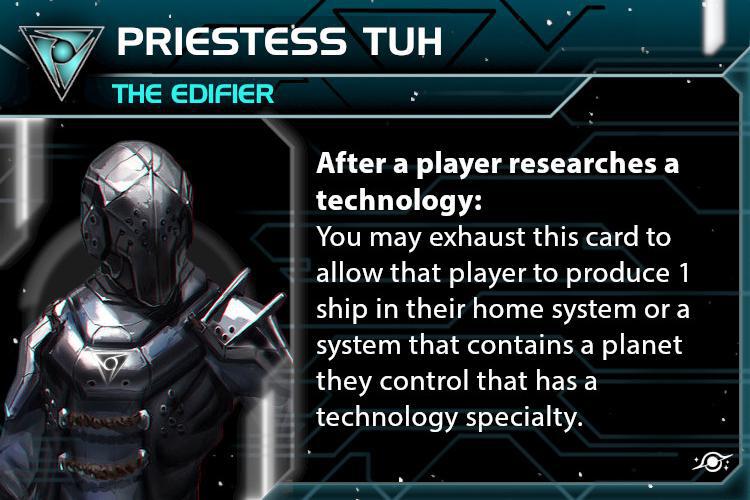 PRIESTESS TUH
THE EDIFIER
After a player researches a
technology:
You may exhaust this card to
allow that player to produce 1
ship in their home system or a
system that contains a planet
they control that has a
technology specialty.